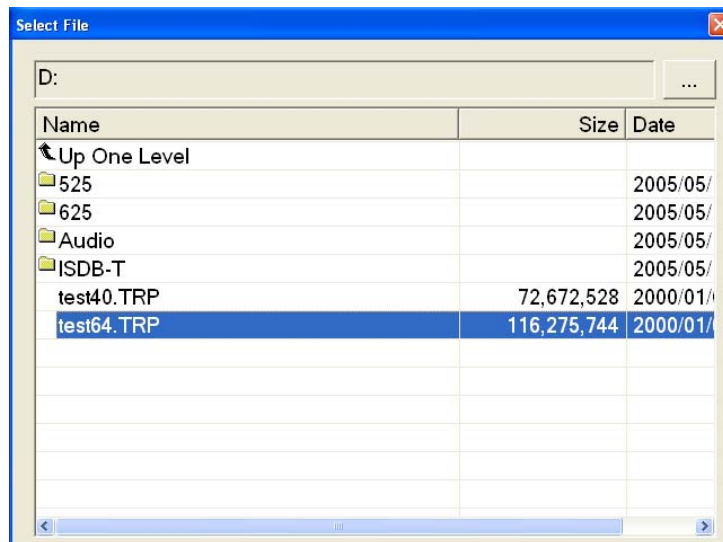 Select File
D:
...
Name Size Date
Up One Level
525 2005/05/
625 2005/05/
Audio 2005/05/
ISDB-T 2005/05/
test40.TRP 72,672,528 2000/01/
test64.TRP 116,275,744 2000/01/